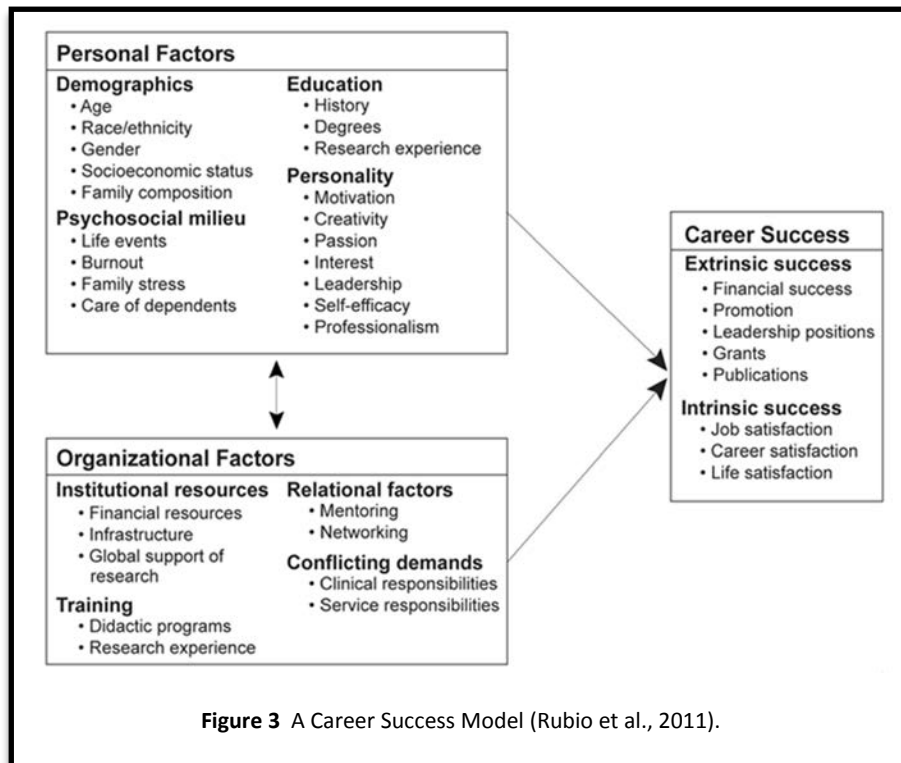 Personal Factors
Demographics
• Age
• Race/ethnicity
• Gender
• Socioeconomic status
• Family composition
Psychosocial milieu
• Life events
• Burnout
• Family stress
• Care of dependents
Education
• History
• Degrees
• Research experience
Personality
• Motivation
• Creativity
• Passion
• Interest
• Leadership
• Self-efficacy
• Professionalism
Organizational Factors
Institutional resources
• Financial resources
• Infrastructure
• Global support of
research
Training
• Didactic programs
• Research experience
Relational factors
• Mentoring
• Networking
Conflicting demands
• Clinical responsibilities
• Service responsibilities
Career Success
Extrinsic success
• Financial success
• Promotion
• Leadership positions
• Grants
• Publications
Intrinsic success
• Job satisfaction
• Career satisfaction
• Life satisfaction
Figure 3 A Career Success Model (Rubio et al., 2011).